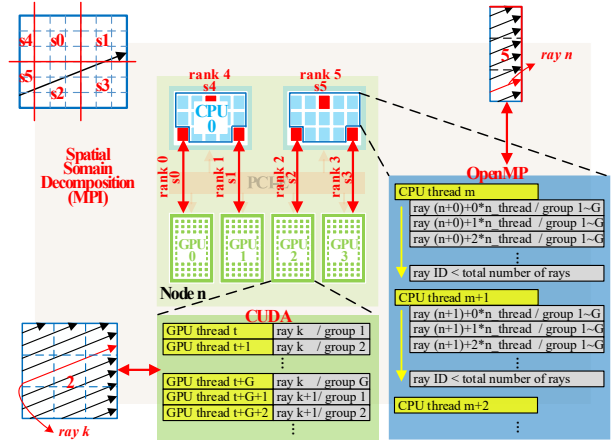 s4 s0 s1
s5 s2 s3
5
ray n
rank 4
s4
rank 5
s5
CPU
0
Spatial
Somain
Decomposition
(MPI)
rank 0
s0
rank 1
s1
rank 2
s2
rank 3
s3
PCIE
GPU
0
GPU
1
GPU
2
GPU
3
Node n
OpenMP
CPU thread m
ray (n+0)+0*n_thread / group 1~G
ray (n+0)+1*n_thread / group 1~G
ray (n+0)+2*n_thread / group 1~G
...
ray ID < total number of rays
CPU thread m+1
ray (n+1)+0*n_thread / group 1~G
ray (n+1)+1*n_thread / group 1~G
ray (n+1)+2*n_thread / group 1~G
...
ray ID < total number of rays
CPU thread m+2
...
CUDA
GPU thread t ray k / group 1
GPU thread t+1 ray k / group 2
...
GPU thread t+G ray k / group G
GPU thread t+G+1 ray k+1/ group 1
GPU thread t+G+2 ray k+1/ group 2
...
2
ray k